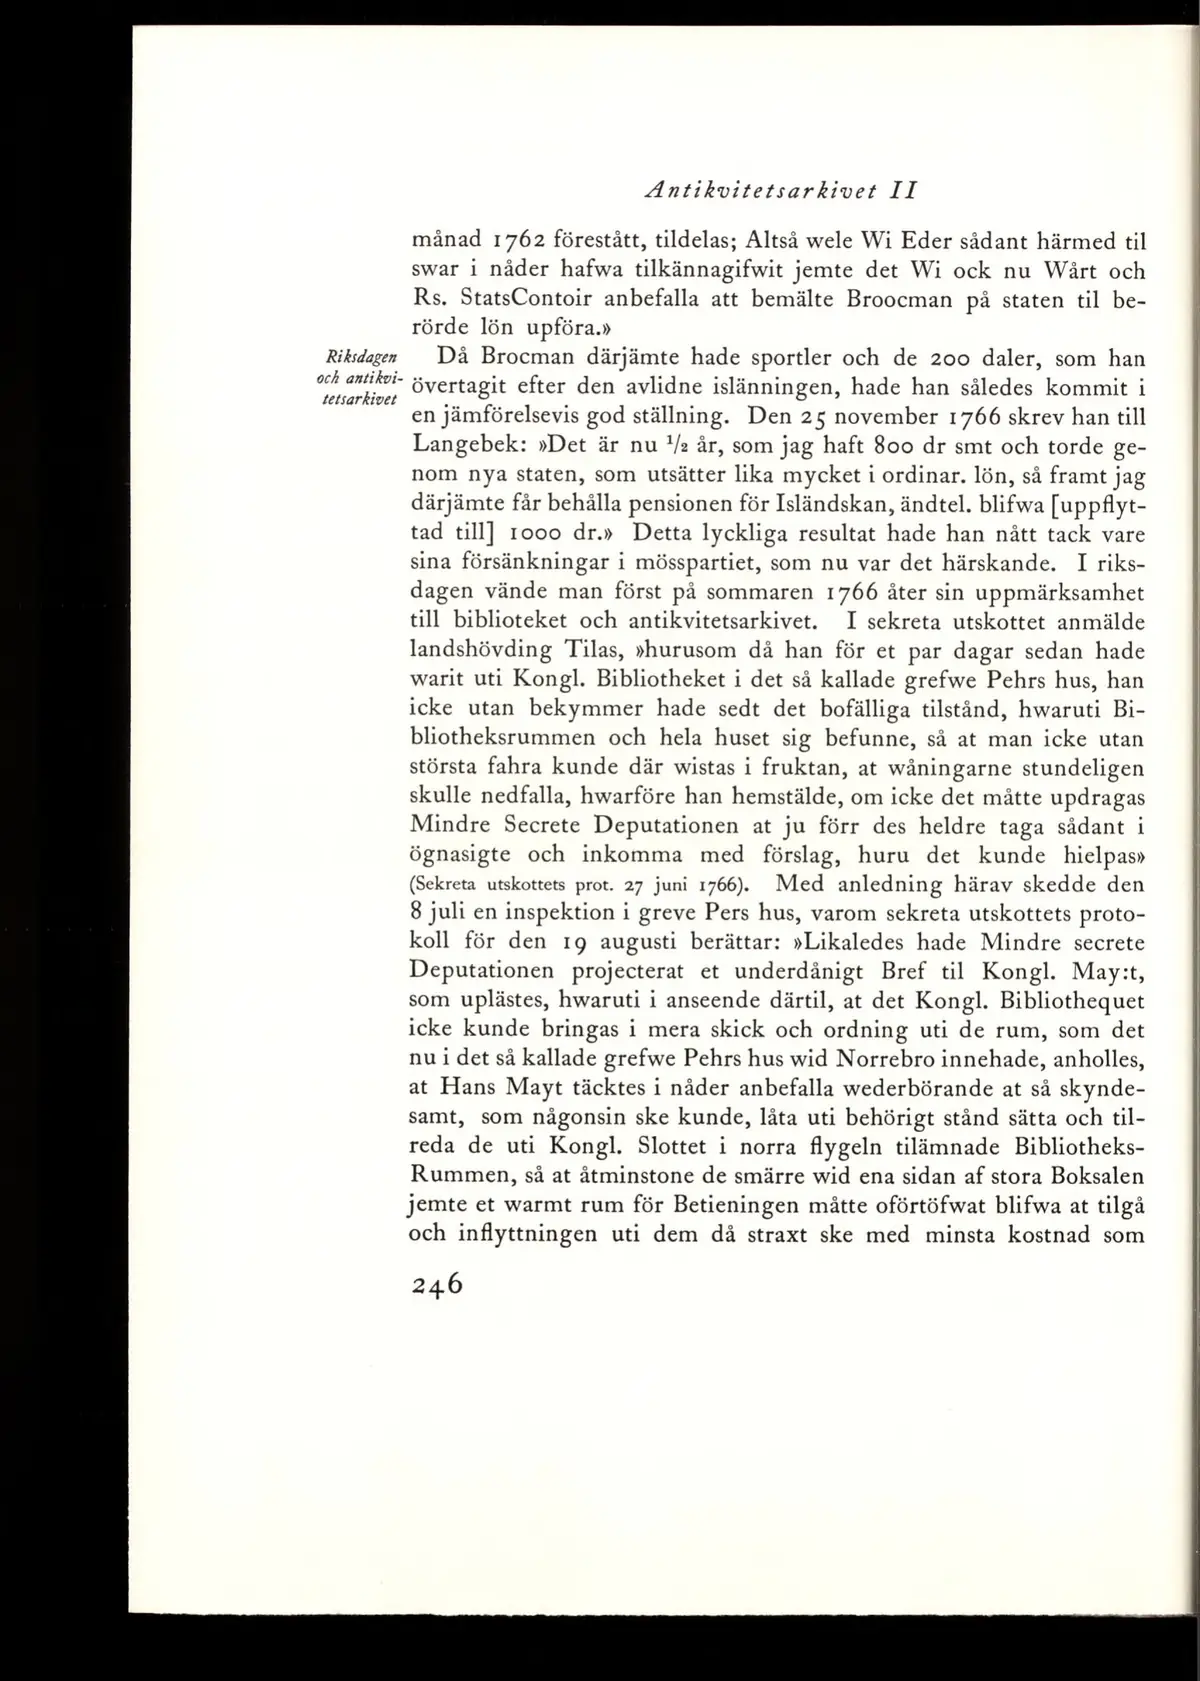 Antikvitetsarkivet II
månad 1762 förestått, tildelas; Altså wele Wi Eder sådant härmed til
swar i nåder hafwa tilkännagifwit jemte det Wi ock nu Wårt och
Rs. StatsContoir anbefalla att bemälte Broocman på staten til be-
rörde lön upföra.»
Riksdagen
och antikvi-
tetsarkivet
Då Brocman därjämte hade sportler och de 200 daler, som han
övertagit efter den avlidne islänningen, hade han således kommit i
en jämförelsevis god ställning. Den 25 november 1766 skrev han till
Langebek: »Det är nu 1/2 år, som jag haft 800 dr smt och torde ge-
nom nya staten, som utsätter lika mycket i ordinar. lön, så framt jag
därjämte får behålla pensionen för Isländskan, ändtel. blifwa [uppflyt-
tad till] 1000 dr.» Detta lyckliga resultat hade han nått tack vare
sina försänkningar i mösspartiet, som nu var det härskande. I riks-
dagen vände man först på sommaren 1766 åter sin uppmärksamhet
till biblioteket och antikvitetsarkivet. I sekreta utskottet anmälde
landshövding Tilas, »hurusom då han för et par dagar sedan hade
warit uti Kongl. Bibliotheket i det så kallade grefwe Pehrs hus, han
icke utan bekymmer hade sedt det bofälliga tilstånd, hwaruti Bi-
bliotheksrummen och hela huset sig befunne, så at man icke utan
största fahra kunde där wistas i fruktan, at wåningarne stundeligen
skulle nedfalla, hwarföre han hemstälde, om icke det måtte updragas
Mindre Secrete Deputationen at ju förr des heldre taga sådant i
ögnasigte och inkomma med förslag, huru det kunde hielpas»
(Sekreta utskottets prot. 27 juni 1766). Med anledning härav skedde den
8 juli en inspektion i greve Pers hus, varom sekreta utskottets proto-
koll för den 19 augusti berättar: »Likaledes hade Mindre secrete
Deputationen projecterat et underdånigt Bref til Kongl. May:t,
som uplästes, hwaruti i anseende därtil, at det Kongl. Bibliothequet
icke kunde bringas i mera skick och ordning uti de rum, som det
nu i det så kallade grefwe Pehrs hus wid Norrebro innehade, anholles,
at Hans Mayt täcktes i nåder anbefalla wederbörande at så skynde-
samt, som någonsin ske kunde, låta uti behörigt stånd sätta och til-
reda de uti Kongl. Slottet i norra flygeln tilämnade Bibliotheks-
Rummen, så at åtminstone de smärre wid ena sidan af stora Boksalen
jemte et warmt rum för Betieningen måtte oförtöfwat blifwa at tilgå
och inflyttningen uti dem då straxt ske med minsta kostnad som
246